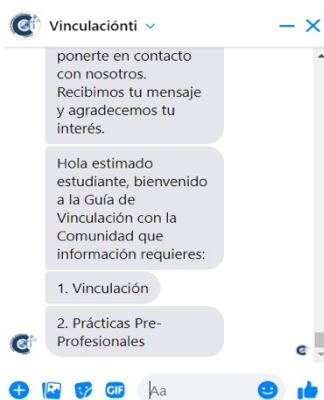 Vinculaciónti
ponerte en contacto
con nosotros.
Recibimos tu mensaje
y agradecemos tu
interés.
Hola estimado
estudiante, bienvenido
a la Guía de
Vinculación con la
Comunidad que
información requieres:
1. Vinculación
2. Prácticas Pre-
Profesionales
GIF
Aa